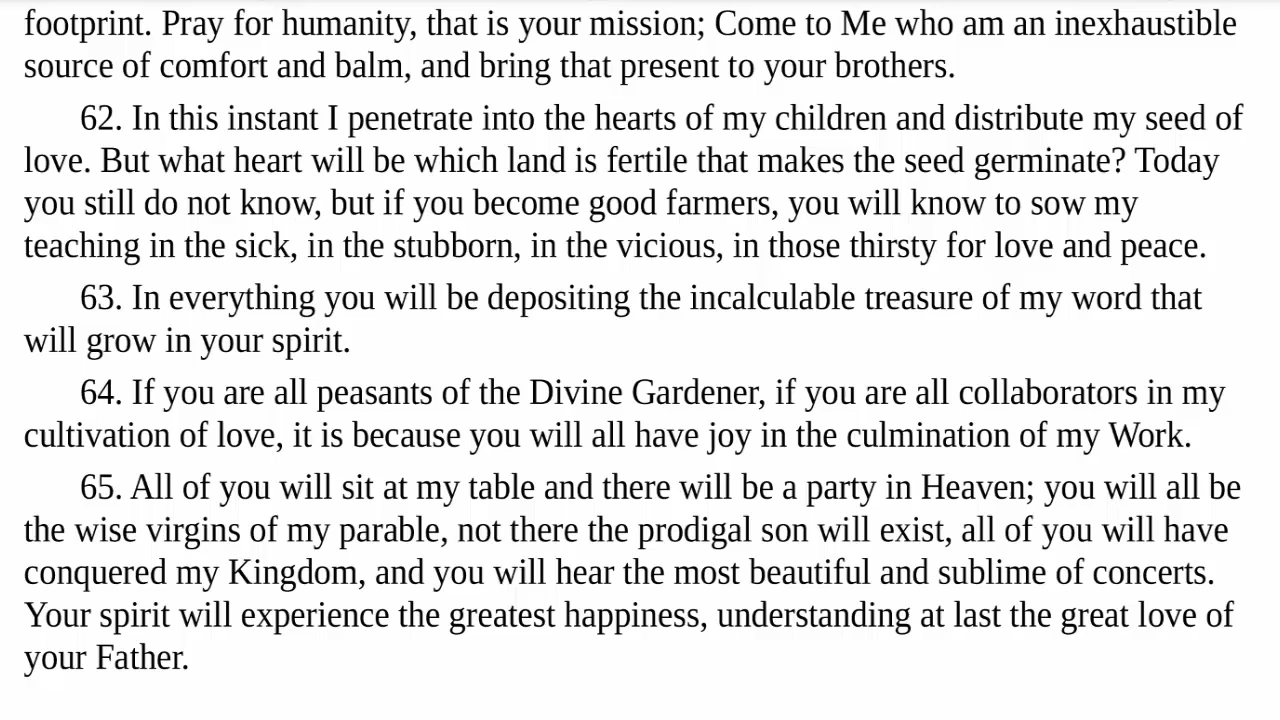 footprint. Pray for humanity, that is your mission; Come to Me who am an inexhaustible
source of comfort and balm, and bring that present to your brothers.
62. In this instant I penetrate into the hearts of my children and distribute my seed of
love. But what heart will be which land is fertile that makes the seed germinate? Today
you still do not know, but if you become good farmers, you will know to sow my
teaching in the sick, in the stubborn, in the vicious, in those thirsty for love and peace.
63. In everything you will be depositing the incalculable treasure of my word that
will grow in your spirit.
64. If you are all peasants of the Divine Gardener, if you are all collaborators in my
cultivation of love, it is because you will all have joy in the culmination of my Work.
65. All of you will sit at my table and there will be a party in Heaven; you will all be
the wise virgins of my parable, not there the prodigal son will exist, all of you will have
conquered my Kingdom, and you will hear the most beautiful and sublime of concerts.
Your spirit will experience the greatest happiness, understanding at last the great love of
your Father.